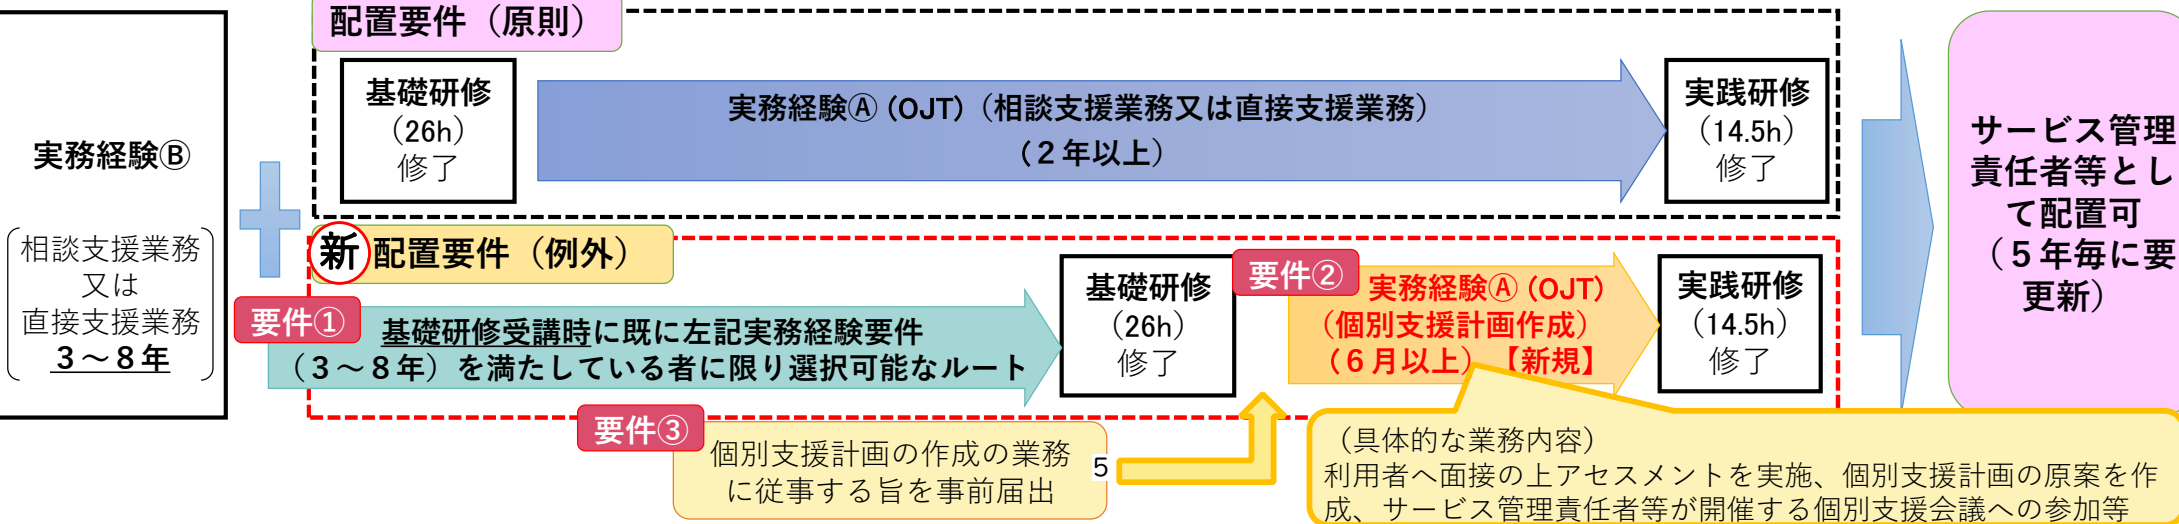 配置要件（原則）
実務経験Ⓑ
相談支援業務
又は
直接支援業務
３～８年
基礎研修
（26h）
修了
実務経験Ⓐ (OJT)（相談支援業務又は直接支援業務）
（２年以上）
実践研修
（14.5h）
修了
新 配置要件（例外）
要件①
基礎研修受講時に既に左記実務経験要件
（３～８年）を満たしている者に限り選択可能なルート
基礎研修
（26h）
修了
要件②
実務経験Ⓐ (OJT)
（個別支援計画作成）
（６月以上）【新規】
実践研修
（14.5h）
修了
要件③
個別支援計画の作成の業務
に従事する旨を事前届出
5
（具体的な業務内容）
利用者へ面接の上アセスメントを実施、個別支援計画の原案を作
成、サービス管理責任者等が開催する個別支援会議への参加等
サービス管理
責任者等とし
て配置可
（５年毎に要
更新）